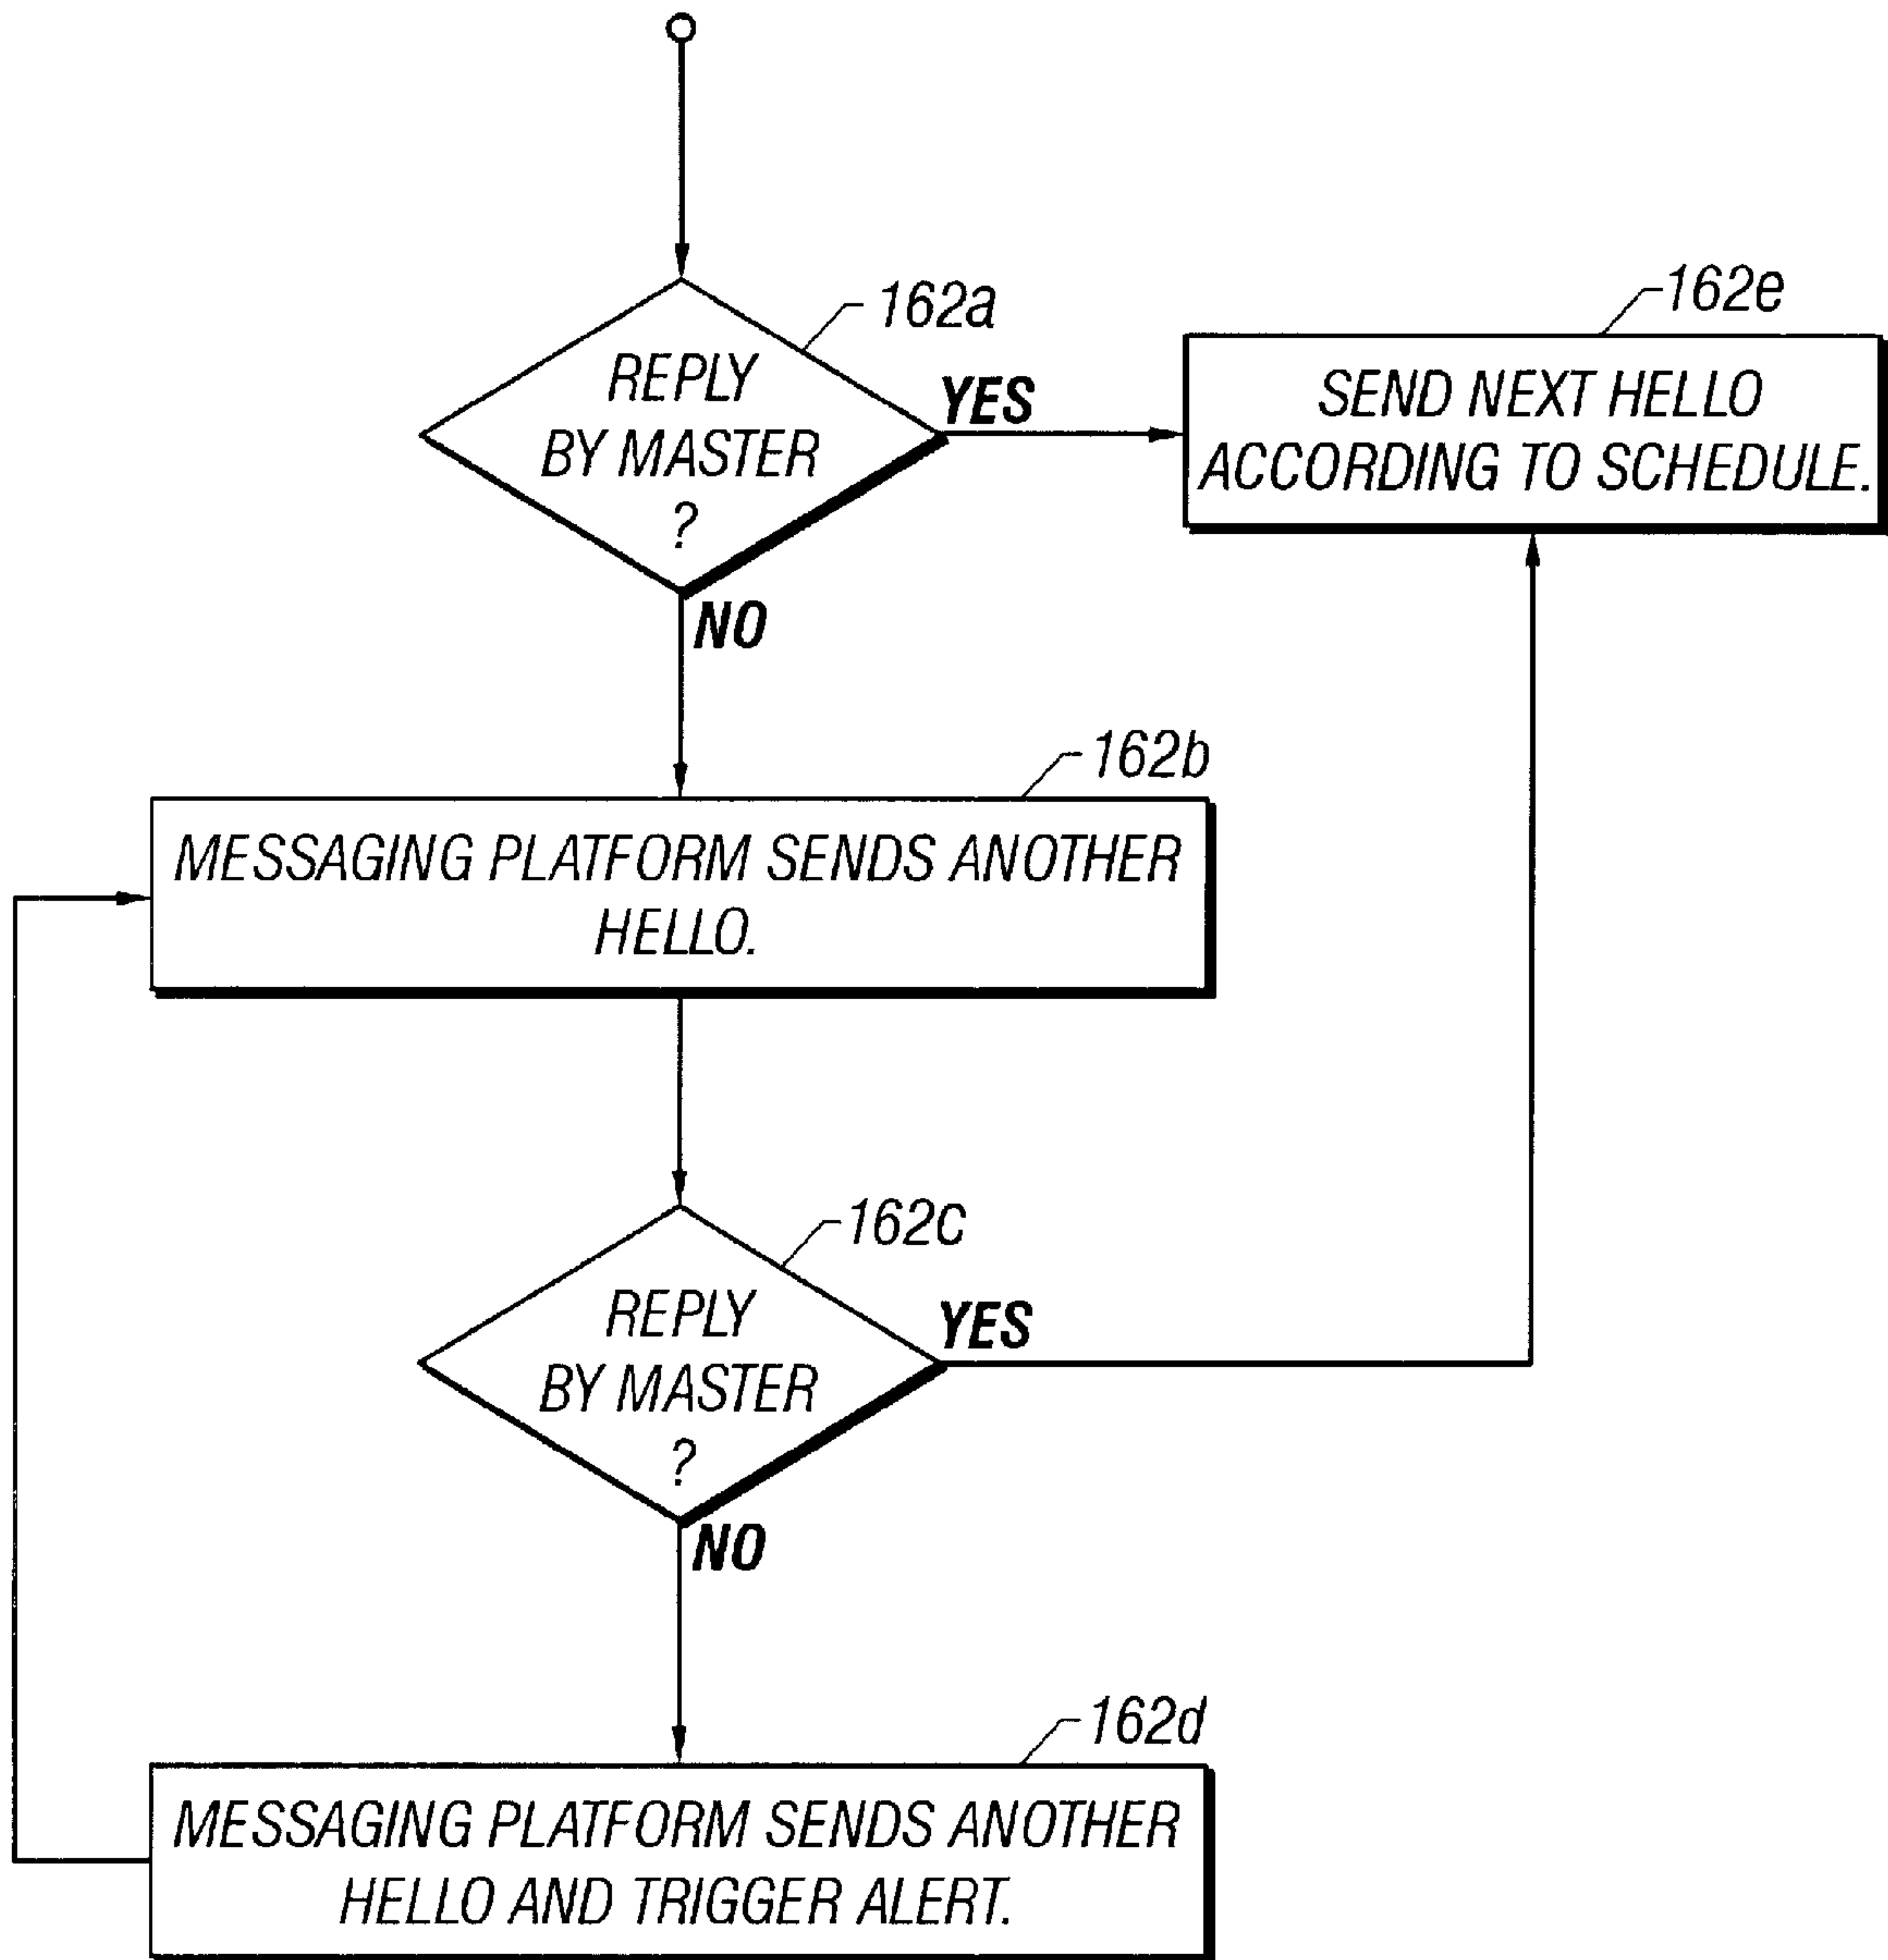 162a
REPLY
BY MASTER
?
YES
NO
162e
SEND NEXT HELLO
ACCORDING TO SCHEDULE.
162b
MESSAGING PLATFORM SENDS ANOTHER
HELLO.
162c
REPLY
BY MASTER
?
YES
NO
162d
MESSAGING PLATFORM SENDS ANOTHER
HELLO AND TRIGGER ALERT.